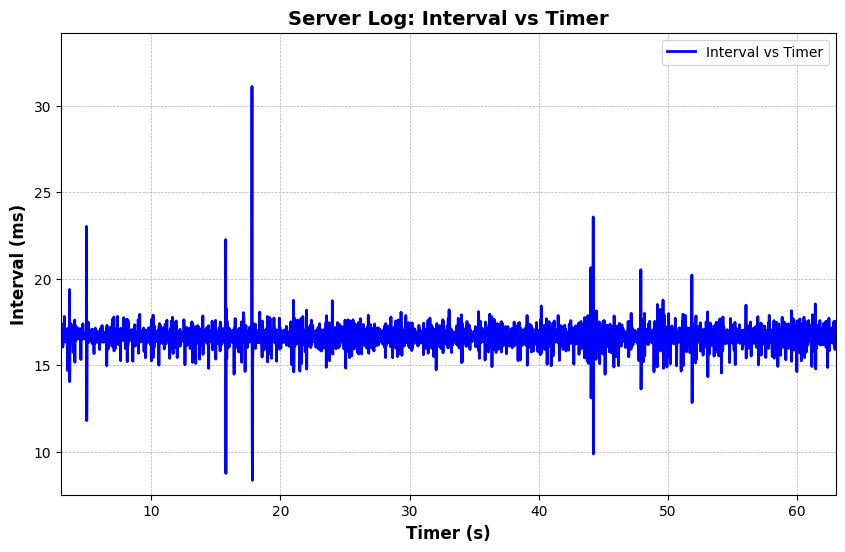 Server Log: Interval vs Timer
Interval vs Timer
30
25
20
15
10
Interval (ms)
10 20 30 40 50 60
Timer (s)